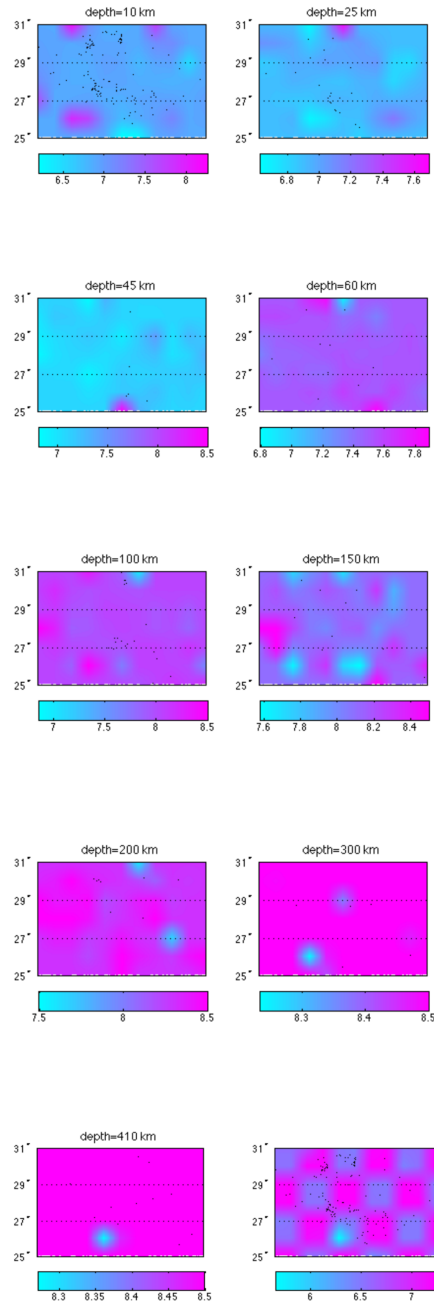 depth=10 km
depth=25 km
31°
29°
27°
25°
31°
29°
27°
25°
6.5 7 7.5 8
6.8 7 7.2 7.4 7.6
depth=45 km
depth=60 km
31°
29°
27°
25°
31°
29°
27°
25°
7 7.5 8 8.5
6.8 7 7.2 7.4 7.6 7.8
depth=100 km
depth=150 km
31°
29°
27°
25°
31°
29°
27°
25°
7 7.5 8 8.5
7.6 7.8 8 8.2 8.4
depth=200 km
depth=300 km
31°
29°
27°
25°
31°
29°
27°
25°
7.5 8 8.5
8.3 8.4 8.5
depth=410 km
31°
29°
27°
25°
31°
29°
27°
25°
8.3 8.35 8.4 8.45 8.5
6 6.5 7